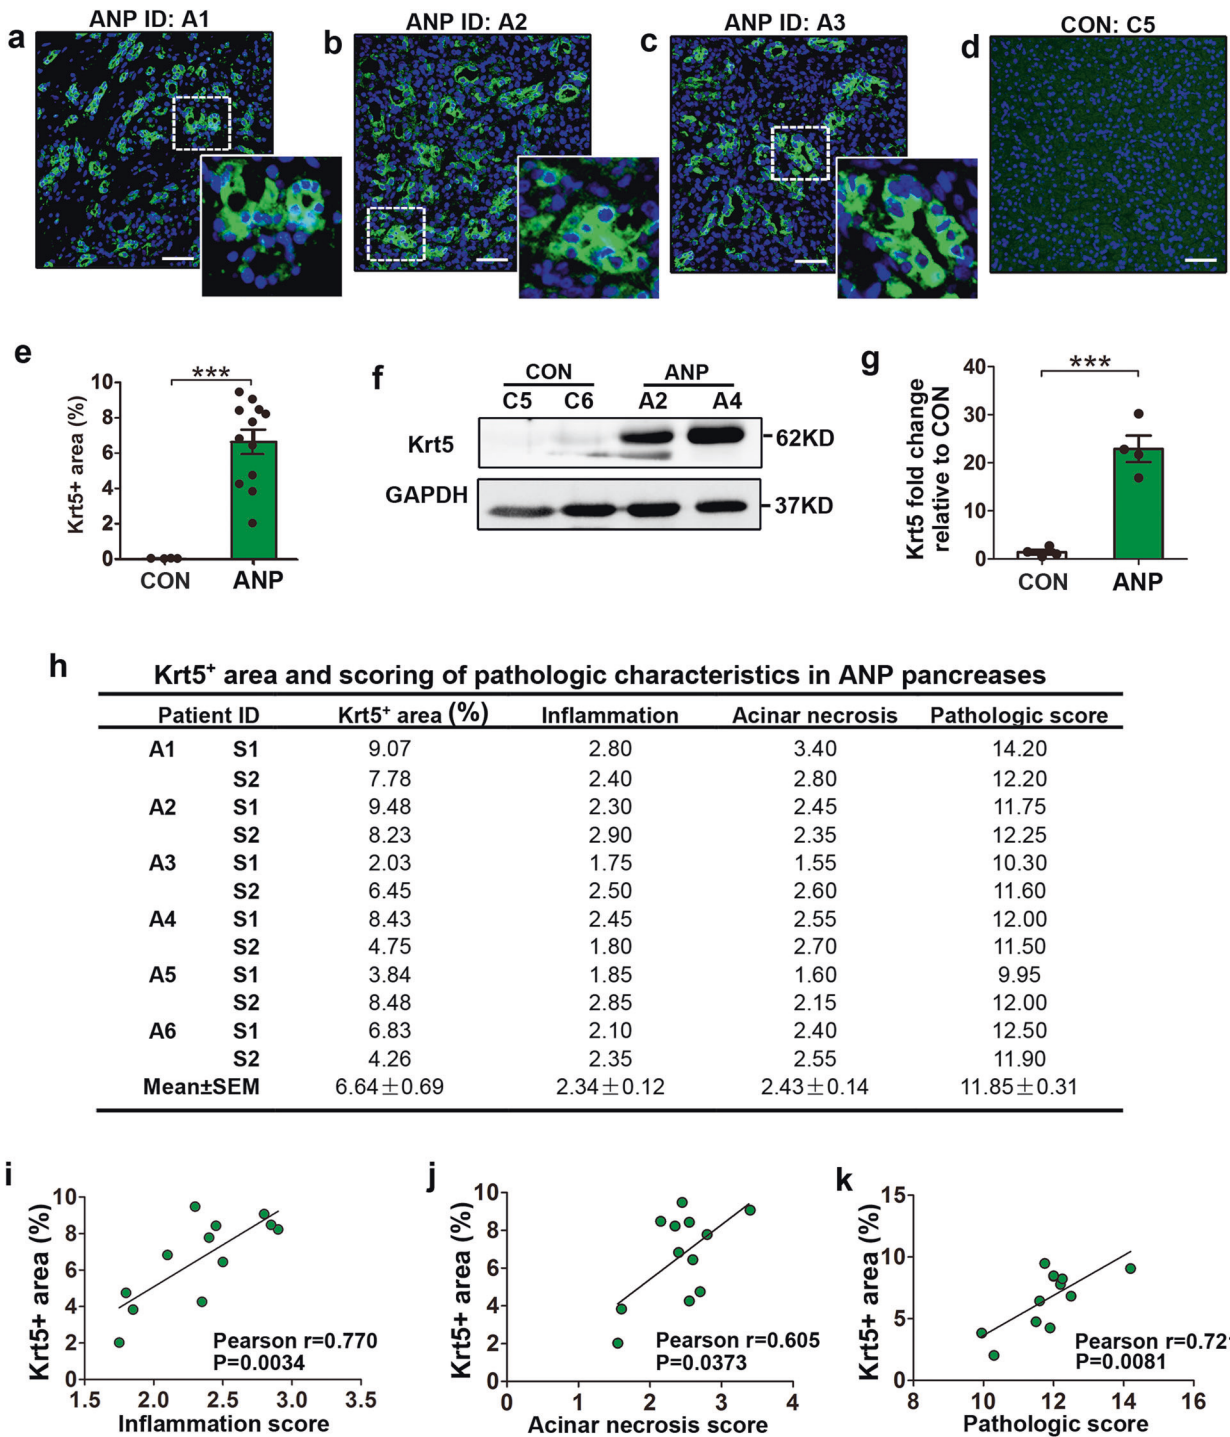 a ANP ID: A1
b ANP ID: A2
c ANP ID: A3
d CON: C5
e
Krt5+ area (%)
10
8
6
4
2
0
***
CON ANP
f
CON ANP
C5 C6 A2 A4
Krt5 62KD
GAPDH 37KD
g
Krt5 fold change
relative to CON
40
30
20
10
0
***
CON ANP
h
Krt5⁺ area and scoring of pathologic characteristics in ANP pancreases
Patient ID Krt5⁺ area (%) Inflammation Acinar necrosis Pathologic score
A1 S1 9.07 2.80 3.40 14.20
S2 7.78 2.40 2.80 12.20
A2 S1 9.48 2.30 2.45 11.75
S2 8.23 2.90 2.35 12.25
A3 S1 2.03 1.75 1.55 10.30
S2 6.45 2.50 2.60 11.60
A4 S1 8.43 2.45 2.55 12.00
S2 4.75 1.80 2.70 11.50
A5 S1 3.84 1.85 1.60 9.95
S2 8.48 2.85 2.15 12.00
A6 S1 6.83 2.10 2.40 12.50
S2 4.26 2.35 2.55 11.90
Mean±SEM 6.64±0.69 2.34±0.12 2.43±0.14 11.85±0.31
i
Krt5+ area (%)
10
8
6
4
2
0
Pearson r=0.770
P=0.0034
1.5 2.0 2.5 3.0 3.5
Inflammation score
j
Krt5+ area (%)
10
8
6
4
2
0
Pearson r=0.605
P=0.0373
0 1 2 3 4
Acinar necrosis score
k
Krt5+ area (%)
15
10
5
0
Pearson r=0.72
P=0.0081
8 10 12 14 16
Pathologic score